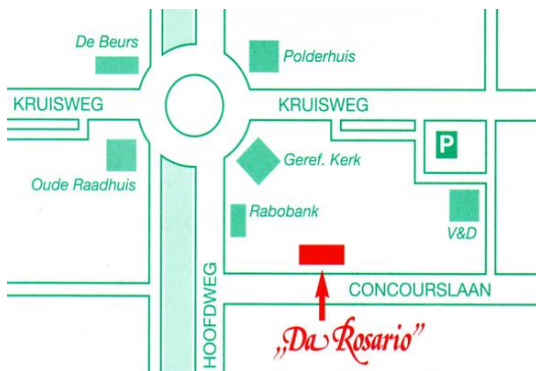 De Beurs
Polderhuis
KRUISWEG
KRUISWEG
P
Oude Raadhuis
Geref. Kerk
Rabobank
V&D
HOOFDWEG
CONCOURSLAAN
„Da Rosario”